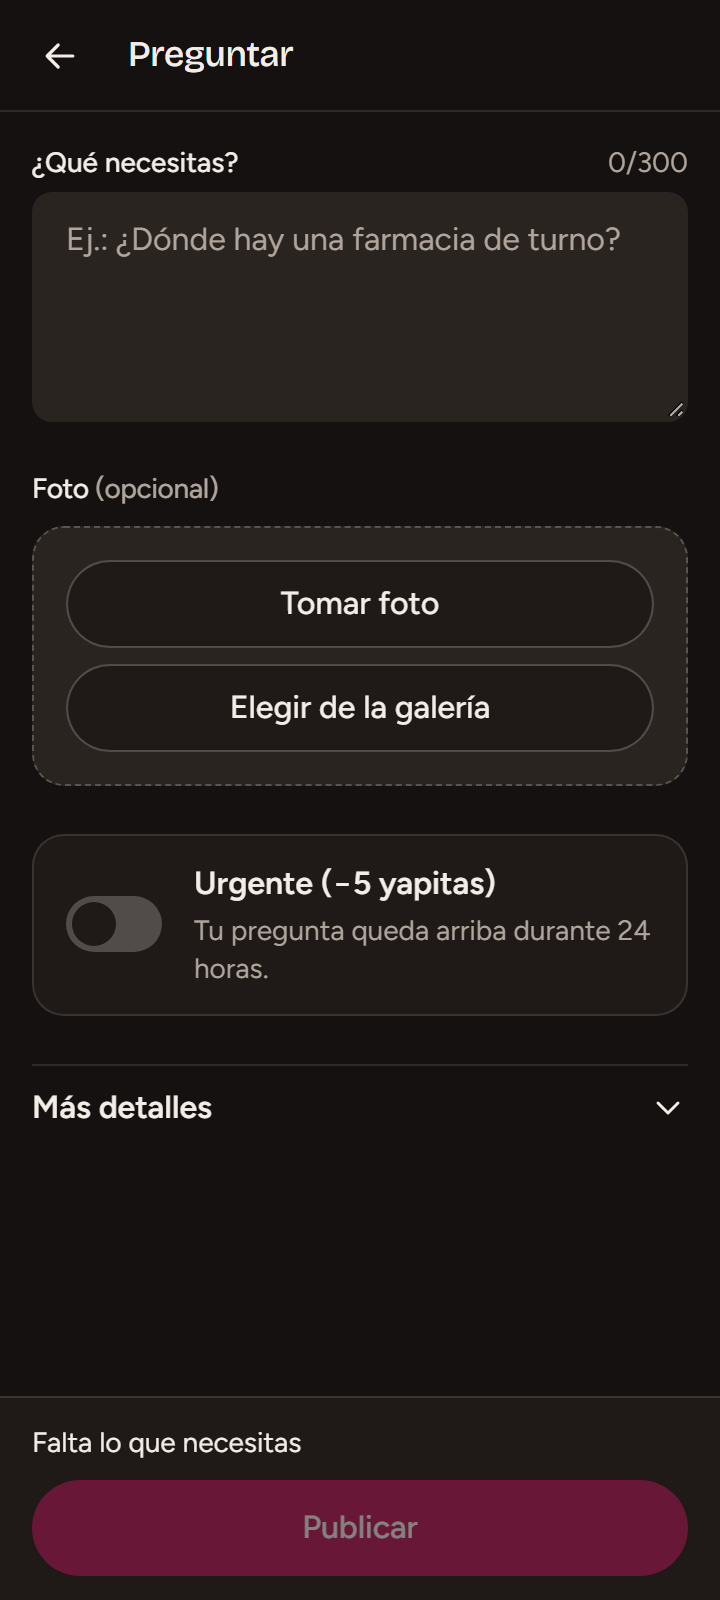 Preguntar
¿Qué necesitas? 0/300
Ej.: ¿Dónde hay una farmacia de turno?
Foto (opcional)
Tomar foto
Elegir de la galería
Urgente (−5 yapitas)
Tu pregunta queda arriba durante 24
horas.
Más detalles
Falta lo que necesitas
Publicar